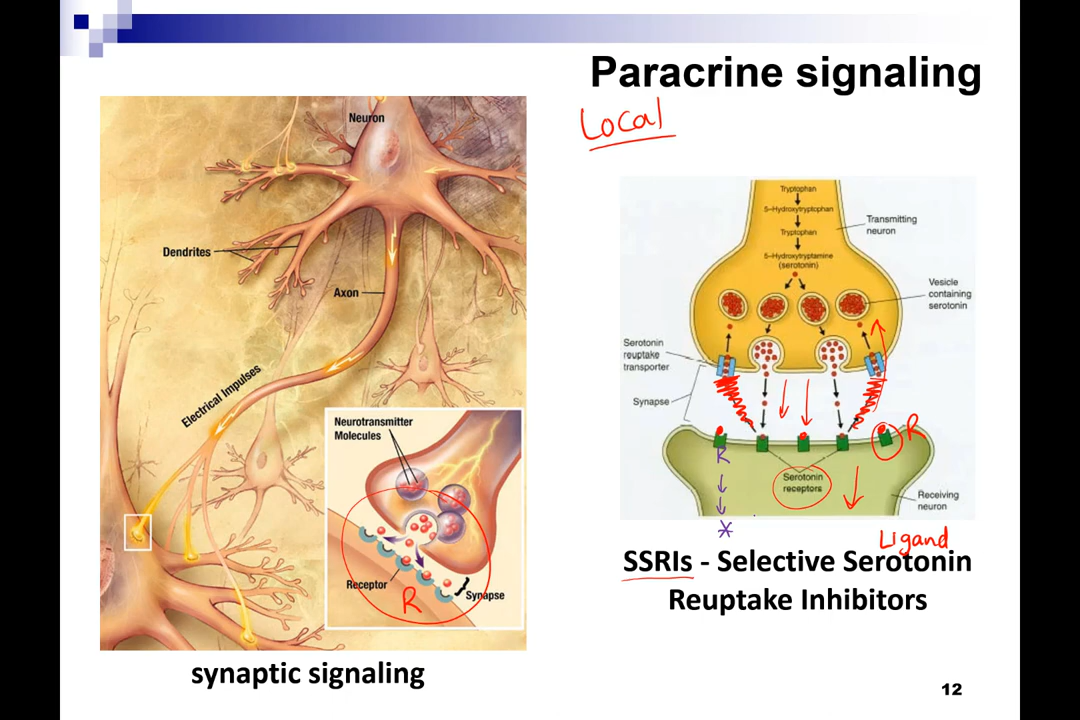 Paracrine signaling
Local
Neuron
Dendrites
Axon
Electrical Impulses
Neurotransmitter
Molecules
Receptor
R
Synapse
synaptic signaling
Tryptophan
5-Hydroxytryptophan
Tryptophan
5-Hydroxytryptamine
(serotonin)
Transmitting
neuron
Vesicle
containing
serotonin
Serotonin
reuptake
transporter
Synapse
R
R
Serotonin
receptors
Receiving
neuron
Ligand
SSRIs - Selective Serotonin
Reuptake Inhibitors
12